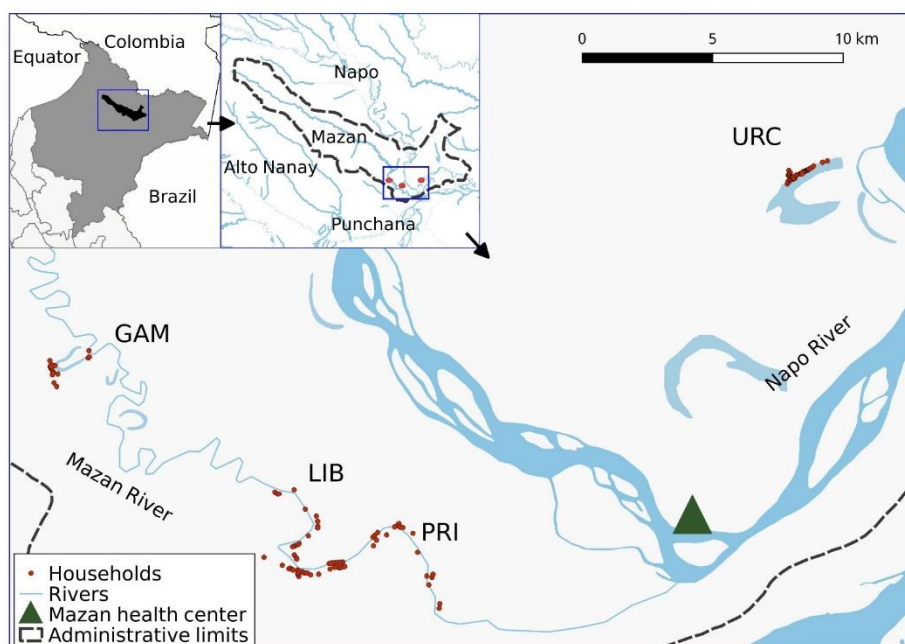 Colombia
Equator
Brazil
Napo
Mazan
Alto Nanay
Punchana
0 5 10 km
URC
GAM
Napo River
Mazan River
LIB
PRI
Households
Rivers
Mazan health center
Administrative limits